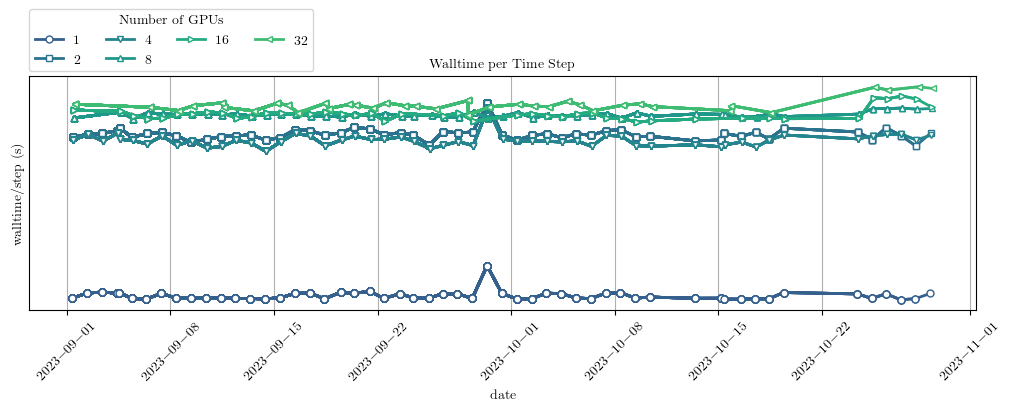 Number of GPUs
1 4 16 32
2 8
Walltime per Time Step
walltime/step (s)
2023−09−01 2023−09−08 2023−09−15 2023−09−22 2023−10−01 2023−10−08 2023−10−15 2023−10−22 2023−11−01
date